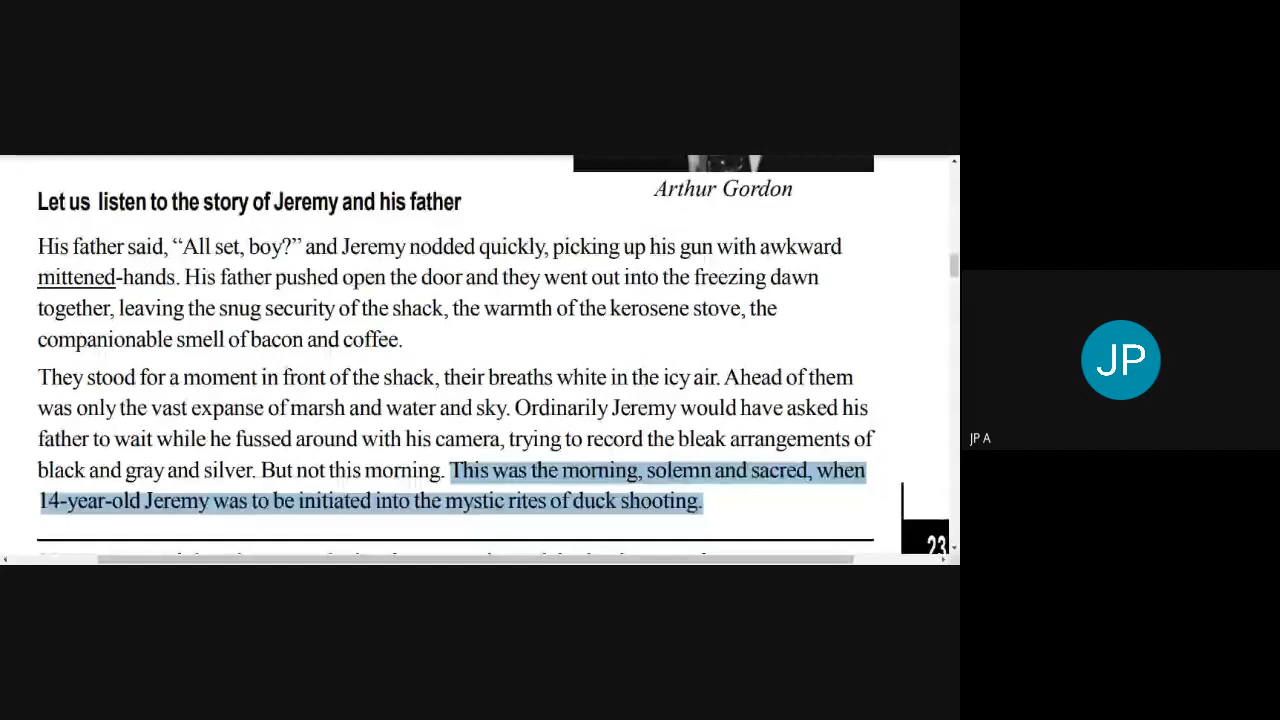 Arthur Gordon
Let us listen to the story of Jeremy and his father
His father said, “All set, boy?” and Jeremy nodded quickly, picking up his gun with awkward
mittened-hands. His father pushed open the door and they went out into the freezing dawn
together, leaving the snug security of the shack, the warmth of the kerosene stove, the
companionable smell of bacon and coffee.
They stood for a moment in front of the shack, their breaths white in the icy air. Ahead of them
was only the vast expanse of marsh and water and sky. Ordinarily Jeremy would have asked his
father to wait while he fussed around with his camera, trying to record the bleak arrangements of
black and gray and silver. But not this morning. This was the morning, solemn and sacred, when
14-year-old Jeremy was to be initiated into the mystic rites of duck shooting.
23
JP
JP A